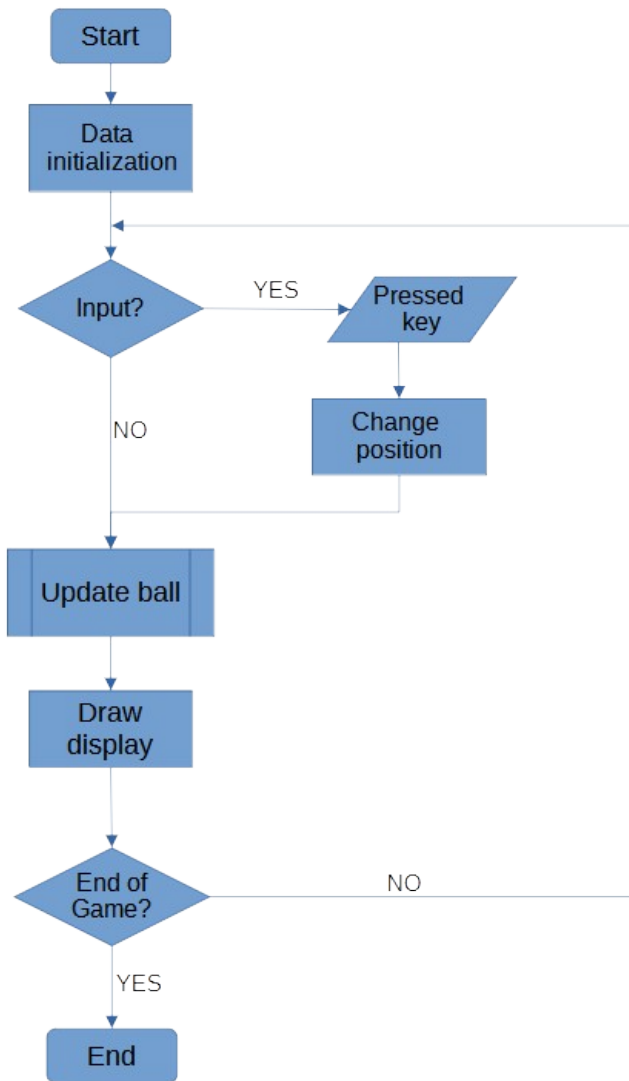 Start
Data
initialization
Input?
YES
Pressed
key
Change
position
NO
Update ball
Draw
display
End of
Game?
NO
YES
End